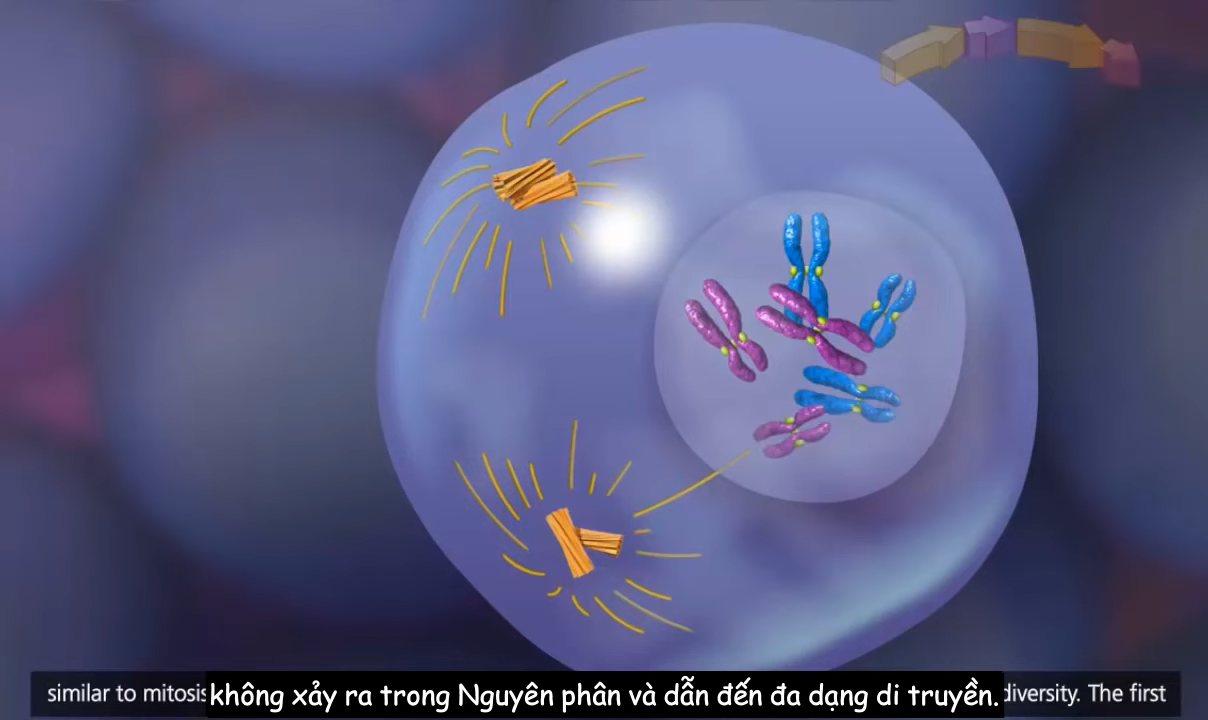 similar to mitosis không xảy ra trong Nguyên phân và dẫn đến đa dạng di truyền. diversity. The first